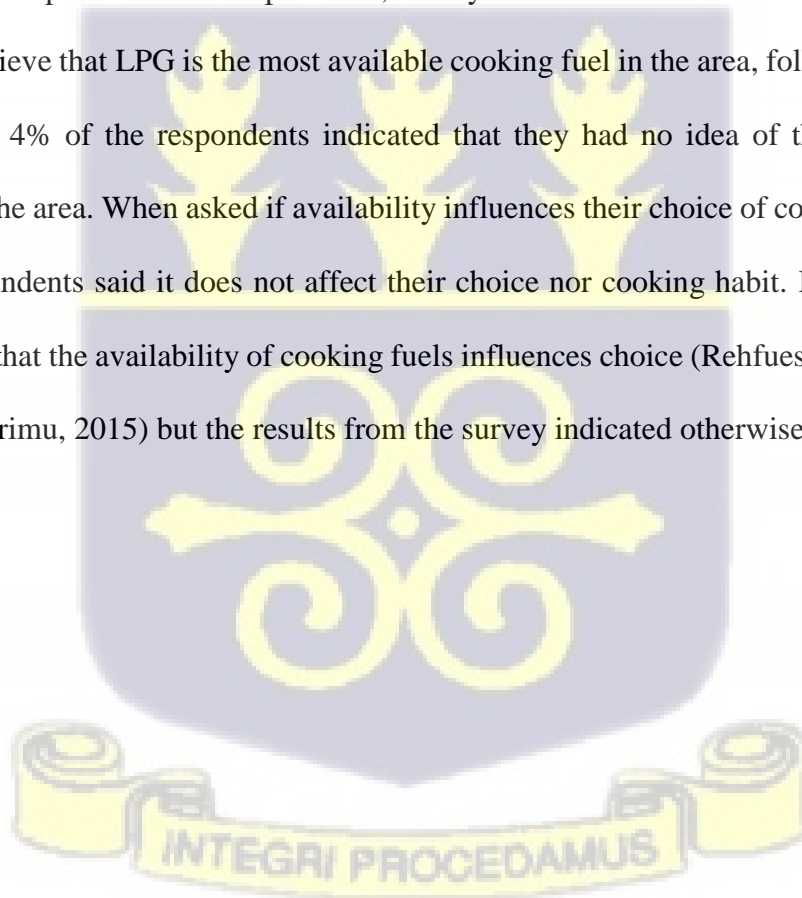 ieve that LPG is the most available cooking fuel in the area, fol
4% of the respondents indicated that they had no idea of t
he area. When asked if availability influences their choice of co
ndents said it does not affect their choice nor cooking habit.
that the availability of cooking fuels influences choice (Rehfues
rimu, 2015) but the results from the survey indicated otherwise
INTEGRI PROCEDAMUS